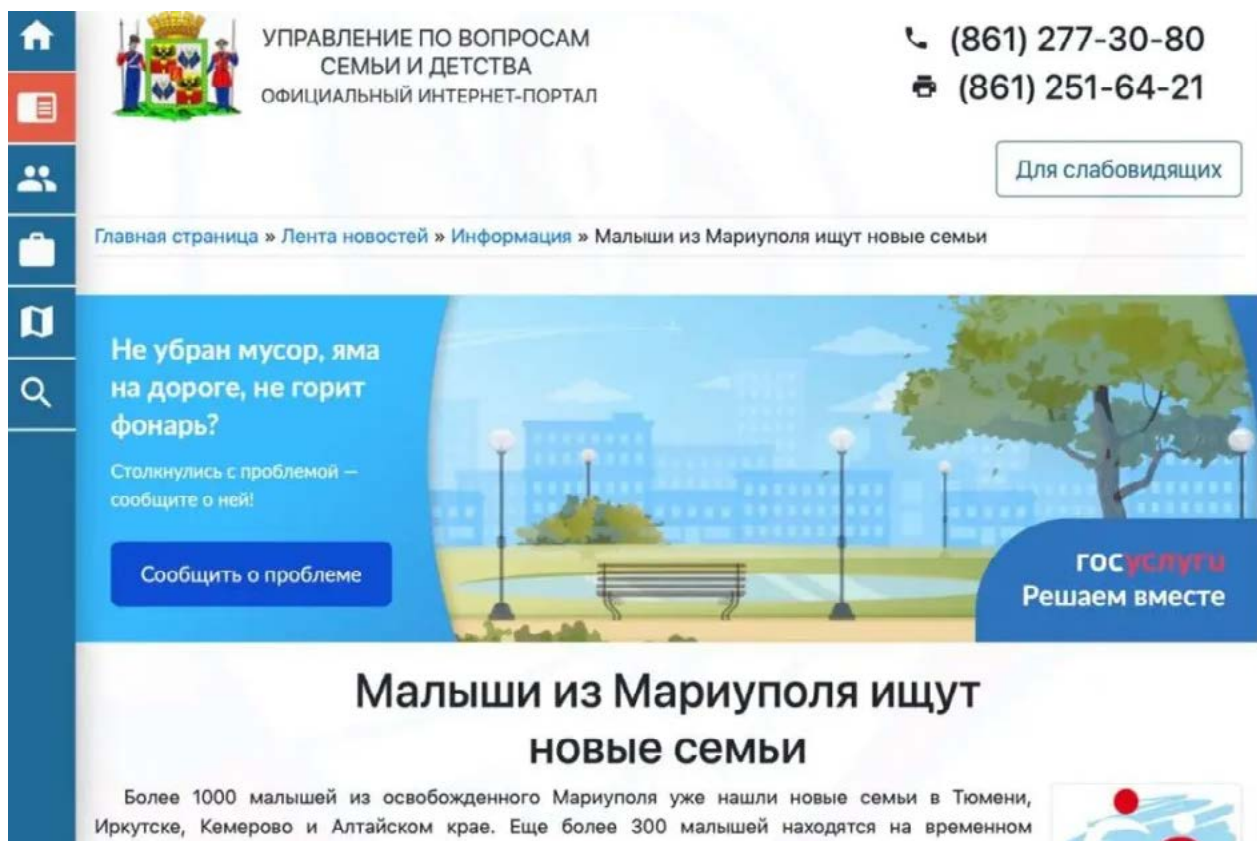 УПРАВЛЕНИЕ ПО ВОПРОСАМ
СЕМЬИ И ДЕТСТВА
ОФИЦИАЛЬНЫЙ ИНТЕРНЕТ-ПОРТАЛ
(861) 277-30-80
(861) 251-64-21
Для слабовидящих
Главная страница » Лента новостей » Информация » Малыши из Мариуполя ищут новые семьи
Не убран мусор, яма
на дороге, не горит
фонарь?
Столкнулись с проблемой —
сообщите о ней!
Сообщить о проблеме
госуслуги
Решаем вместе
Малыши из Мариуполя ищут
новые семьи
Более 1000 малышей из освобожденного Мариуполя уже нашли новые семьи в Тюмени,
Иркутске, Кемерово и Алтайском крае. Еще более 300 малышей находятся на временном